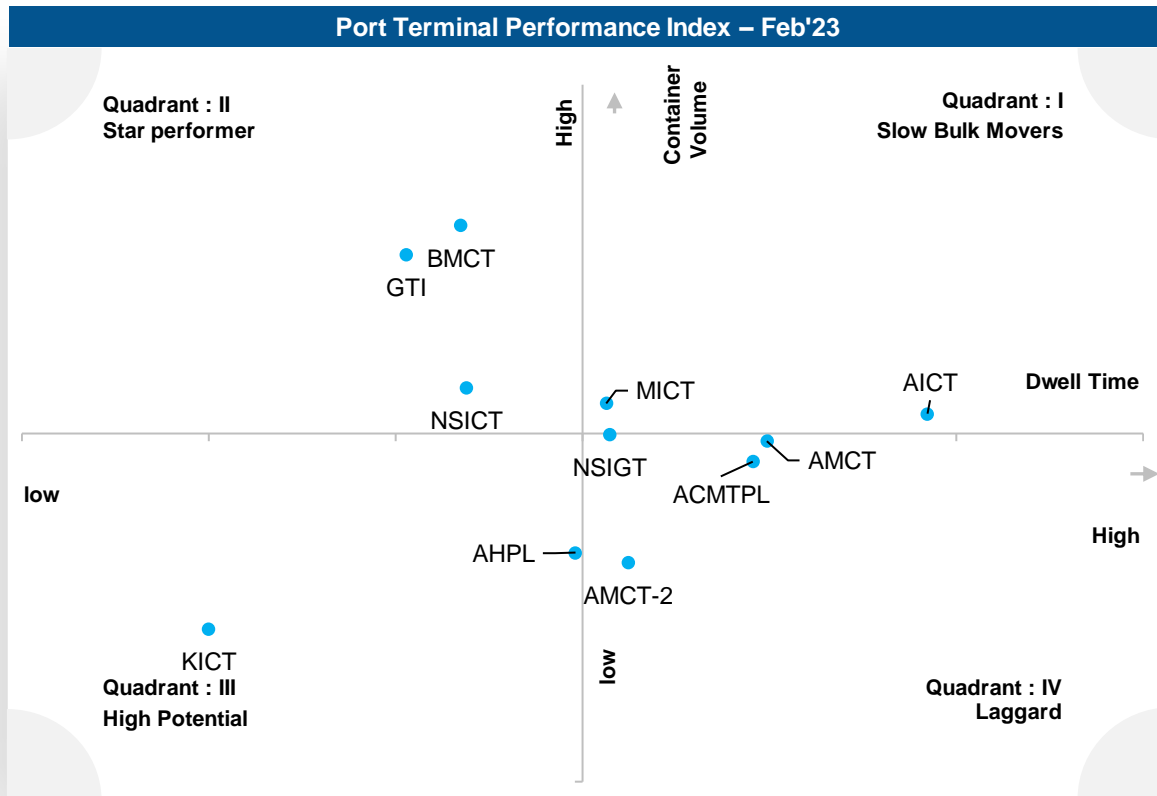 Port Terminal Performance Index – Feb'23
Quadrant : II
Star performer
High
Container
Volume
Quadrant : I
Slow Bulk Movers
BMCT
GTI
NSICT
MICT
AICT
Dwell Time
NSIGT
AMCT
ACMTPL
low
High
AHPL
AMCT-2
KICT
Quadrant : III
High Potential
low
Quadrant : IV
Laggard